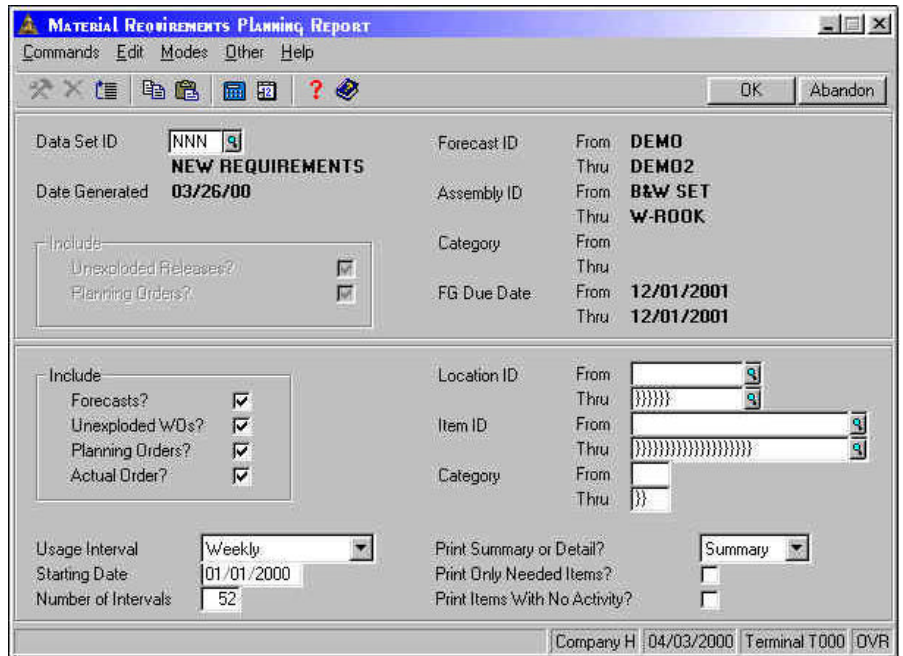 MATERIAL REQUIREMENTS PLANNING REPORT
Commands Edit Modes Other Help
OK Abandon
Data Set ID NNN
NEW REQUIREMENTS
Date Generated 03/26/00
Include
Unexploded Releases?
Planning Orders?
Forecast ID From DEMO
Thru DEMO2
Assembly ID From B&W SET
Thru W-ROOK
Category From
Thru
FG Due Date From 12/01/2001
Thru 12/01/2001
Include
Forecasts?
Unexploded WOs?
Planning Orders?
Actual Order?
Location ID From
Thru }}}}}}
Item ID From
Thru }}}}}}}}}}}}}}}}}}}}
Category From
Thru }}
Usage Interval Weekly
Starting Date 01/01/2000
Number of Intervals 52
Print Summary or Detail? Summary
Print Only Needed Items?
Print Items With No Activity?
Company H 04/03/2000 Terminal T000 OVR